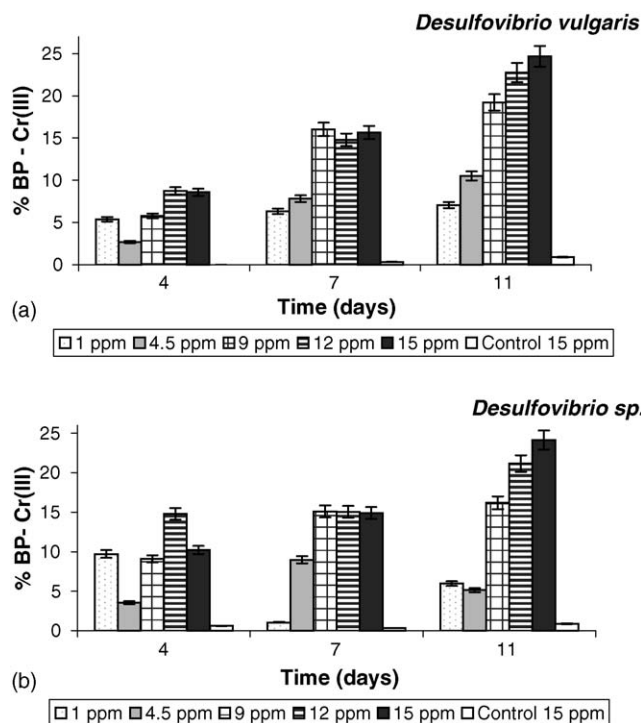 Desulfovibrio vulgaris
25
20
15
10
5
0
% BP - Cr(III)
4 7 11
Time (days)
(a)
1 ppm 4.5 ppm 9 ppm 12 ppm 15 ppm Control 15 ppm
Desulfovibrio sp.
25
20
15
10
5
0
% BP- Cr(III)
4 7 11
Time (days)
(b)
1 ppm 4.5 ppm 9 ppm 12 ppm 15 ppm Control 15 ppm